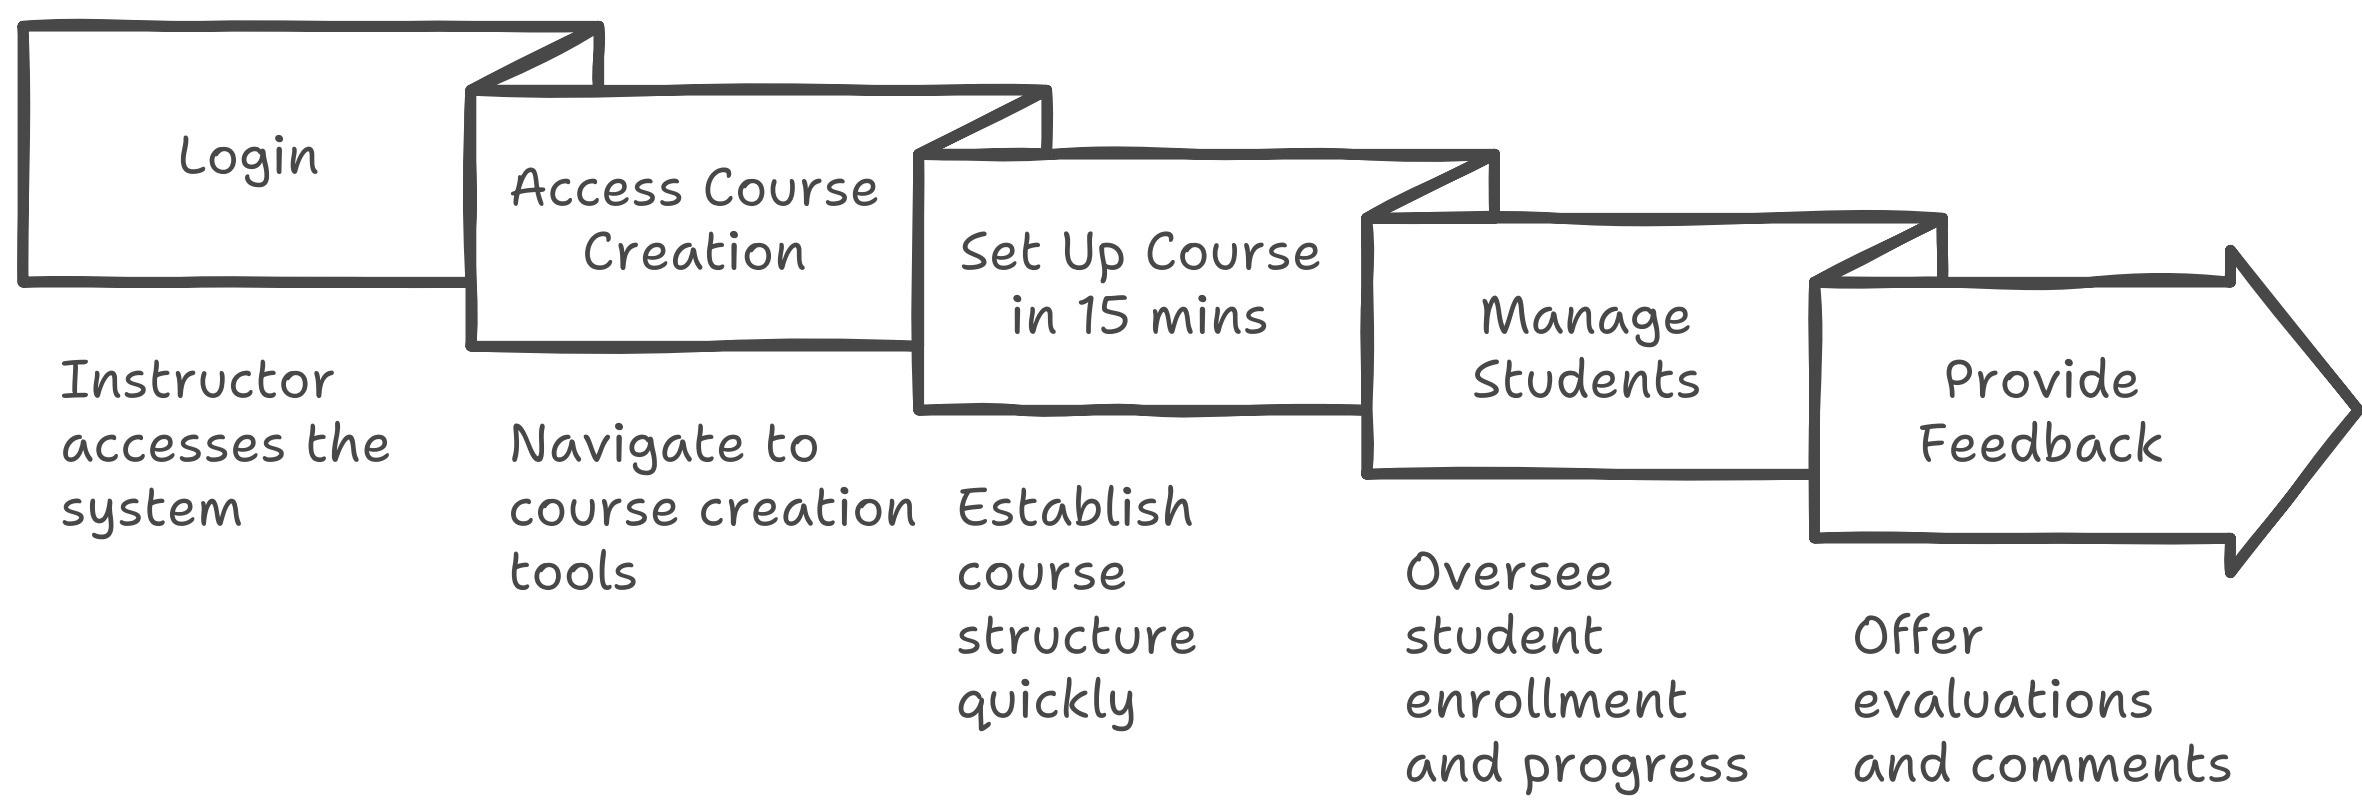 Login
Instructor
accesses the
system
Access Course
Creation
Navigate to
course creation
tools
Set Up Course
in 15 mins
Establish
course
structure
quickly
Manage
Students
Oversee
student
enrollment
and progress
Provide
Feedback
Offer
evaluations
and comments